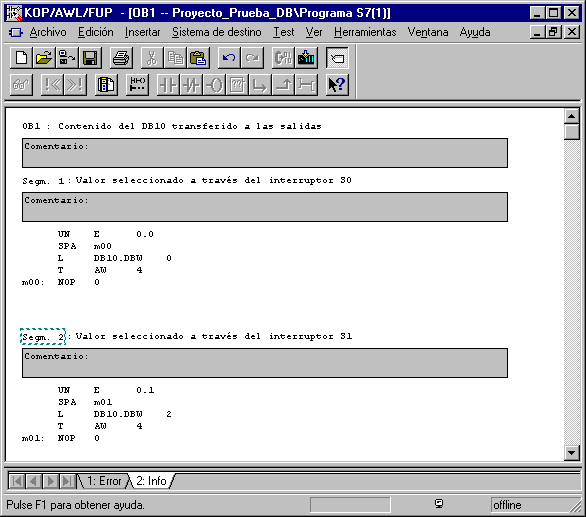 KOP/AWL/FUP - [OB1 -- Proyecto_Prueba_DB\Programa S7(1)]
Archivo Edición Insertar Sistema de destino Test Ver Herramientas Ventana Ayuda
OB1 : Contenido del DB10 transferido a las salidas
Comentario:
Segm. 1: Valor seleccionado a través del interruptor S0
Comentario:
UN E 0.0
SPA m00
L DB10.DBW 0
T AW 4
m00: NOP 0
Segm. 2: Valor seleccionado a través del interruptor S1
Comentario:
UN E 0.1
SPA m01
L DB10.DBW 2
T AW 4
m01: NOP 0
1: Error 2: Info
Pulse F1 para obtener ayuda. offline